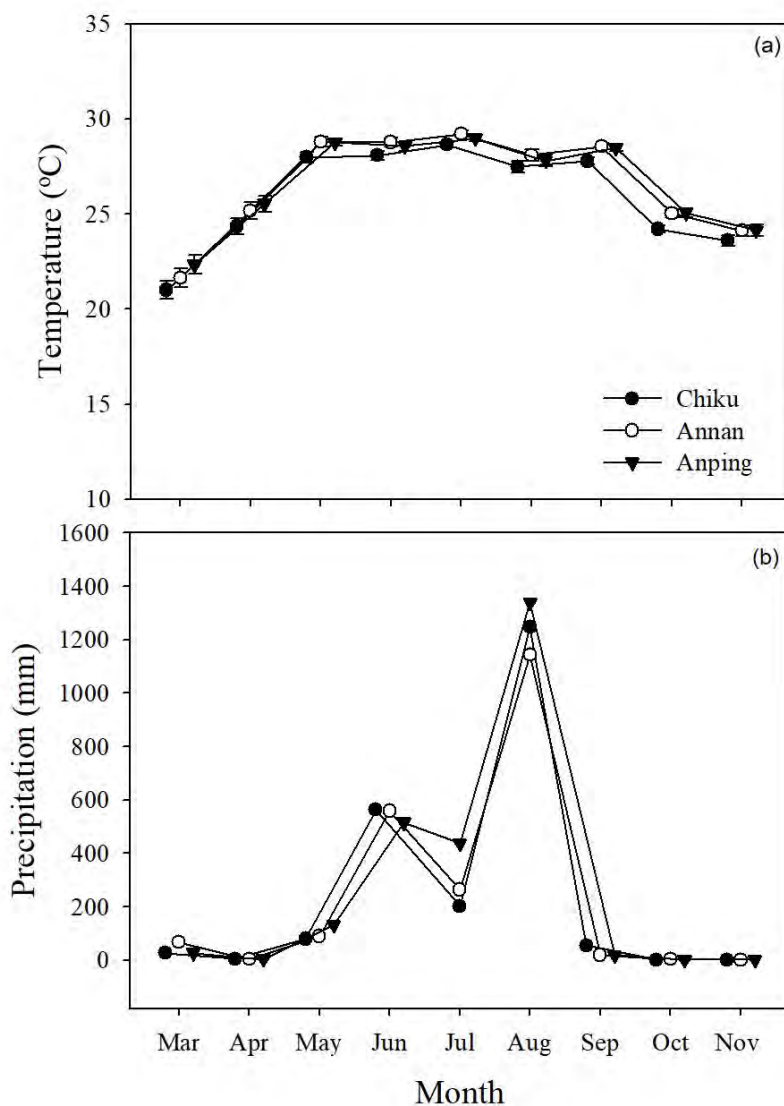 (a)
30
25
20
15
10
Temperature (ºC)
Chiku
Annan
Anping
(b)
1600
1400
1200
1000
800
600
400
200
0
Precipitation (mm)
Mar Apr May Jun Jul Aug Sep Oct Nov
Month